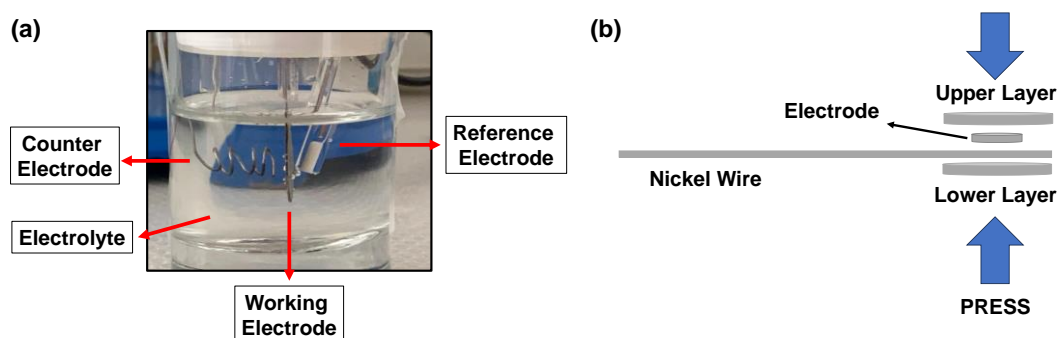 (a)
Counter
Electrode
Reference
Electrode
Electrolyte
Working
Electrode
(b)
Upper Layer
Electrode
Nickel Wire
Lower Layer
PRESS